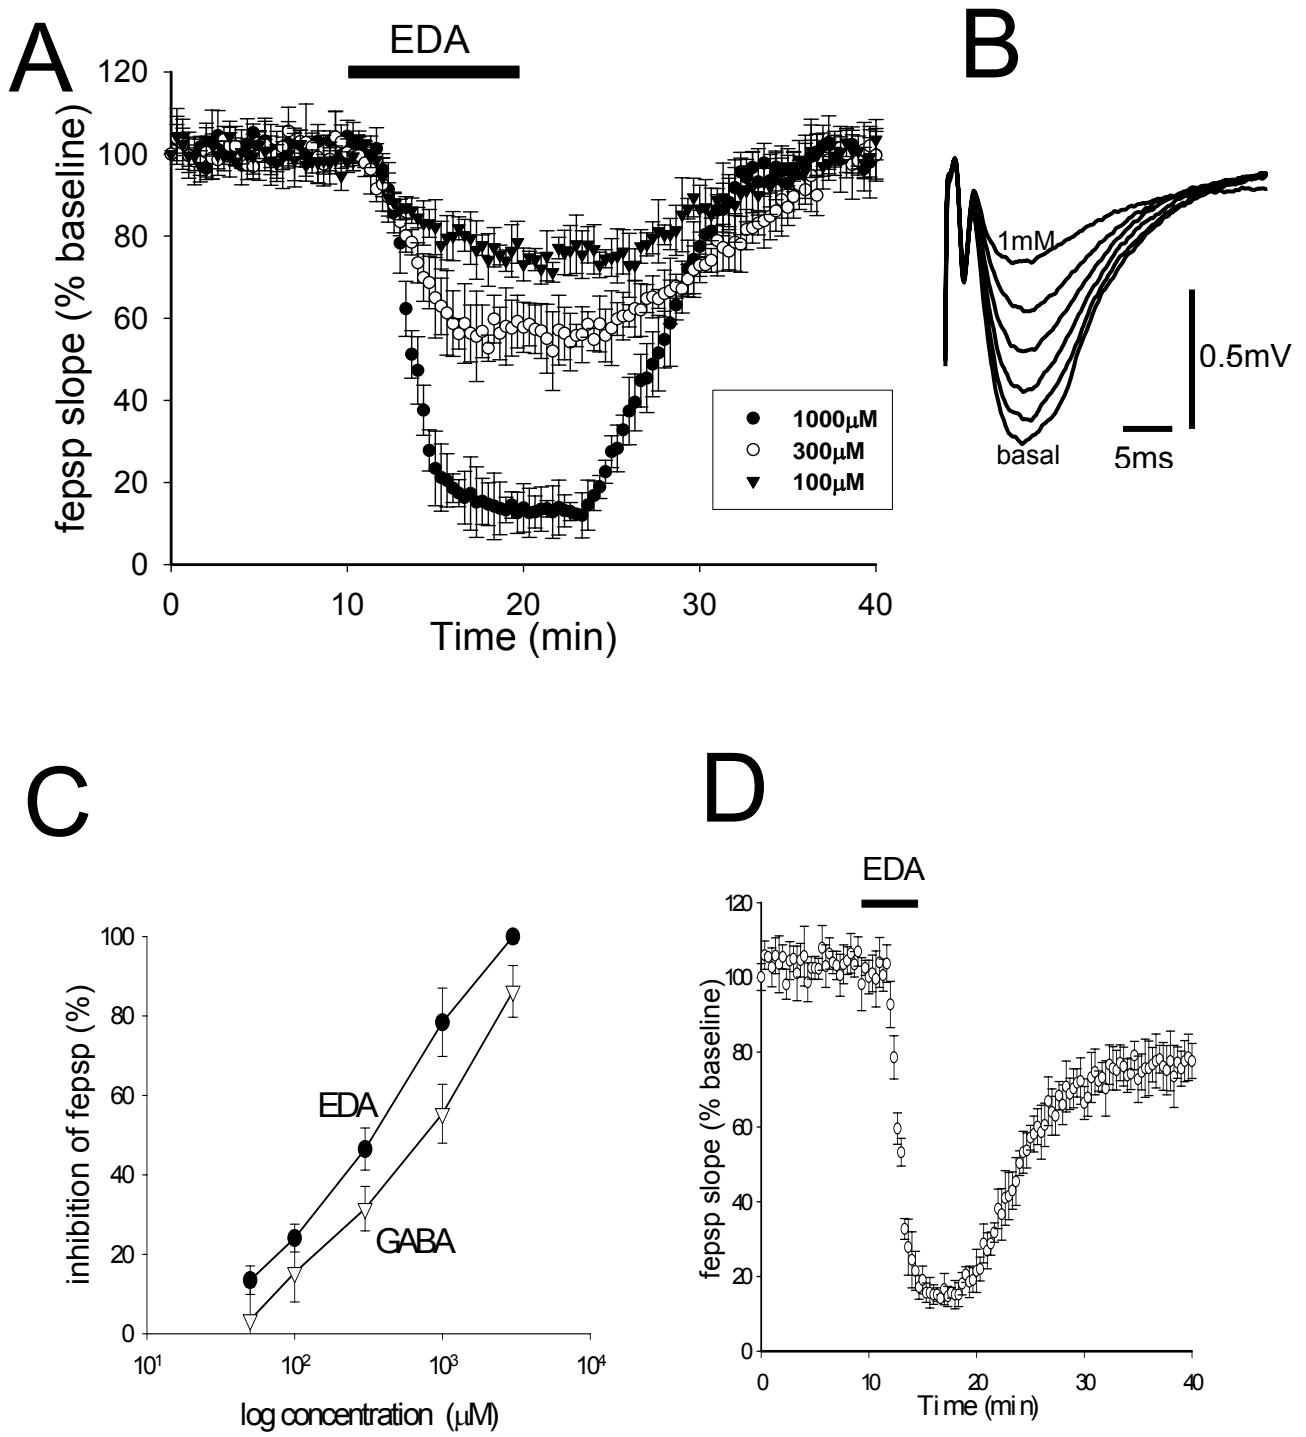 A
EDA
120
100
80
60
40
20
0
fepsp slope (% baseline)
0 10 20 30 40
Time (min)
1000μM
300μM
100μM
B
1mM
basal
0.5mV
5ms
C
100
80
60
40
20
0
inhibition of fepsp (%)
EDA
GABA
10¹ 10² 10³ 10⁴
log concentration (μM)
D
EDA
120
100
80
60
40
20
0
fepsp slope (% baseline)
0 10 20 30 40
Time (min)